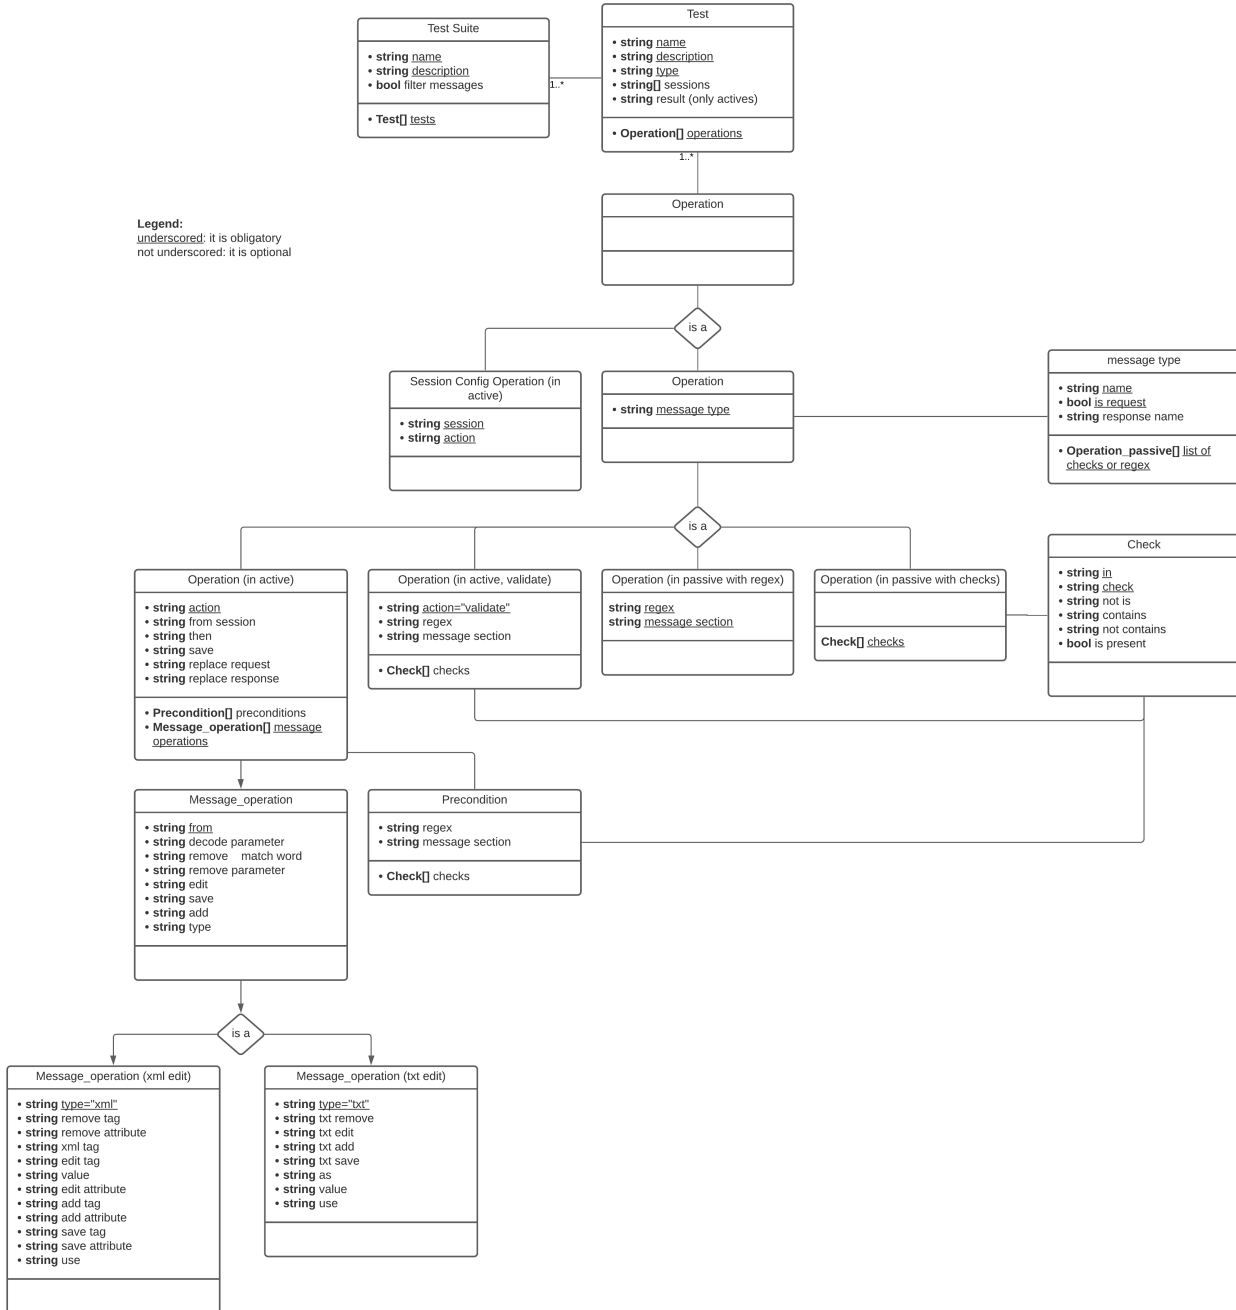 Test Suite
• string name
• string description
• bool filter messages
• Test[] tests
1..*
Test
• string name
• string description
• string type
• string[] sessions
• string result (only actives)
• Operation[] operations
1..*
Operation
Legend:
underscored: it is obligatory
not underscored: it is optional
is a
Session Config Operation (in
active)
• string session
• stirng action
Operation
• string message type
message type
• string name
• bool is request
• string response name
• Operation_passive[] list of
checks or regex
is a
Operation (in active)
• string action
• string from session
• string then
• string save
• string replace request
• string replace response
• Precondition[] preconditions
• Message_operation[] message
operations
Operation (in active, validate)
• string action="validate"
• string regex
• string message section
• Check[] checks
Operation (in passive with regex)
string regex
string message section
Operation (in passive with checks)
Check[] checks
Check
• string in
• string check
• string not is
• string contains
• string not contains
• bool is present
Message_operation
• string from
• string decode parameter
• string remove match word
• string remove parameter
• string edit
• string save
• string add
• string type
Precondition
• string regex
• string message section
• Check[] checks
is a
Message_operation (xml edit)
• string type="xml"
• string remove tag
• string remove attribute
• string xml tag
• string edit tag
• string value
• string edit attribute
• string add tag
• string add attribute
• string save tag
• string save attribute
• string use
Message_operation (txt edit)
• string type="txt"
• string txt remove
• string txt edit
• string txt add
• string txt save
• string as
• string value
• string use